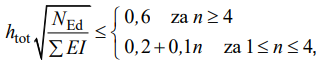 h_tot √(N_Ed / ∑ EI) ≤ { 0,6 za n ≥ 4
0,2 + 0,1n za 1 ≤ n ≤ 4,